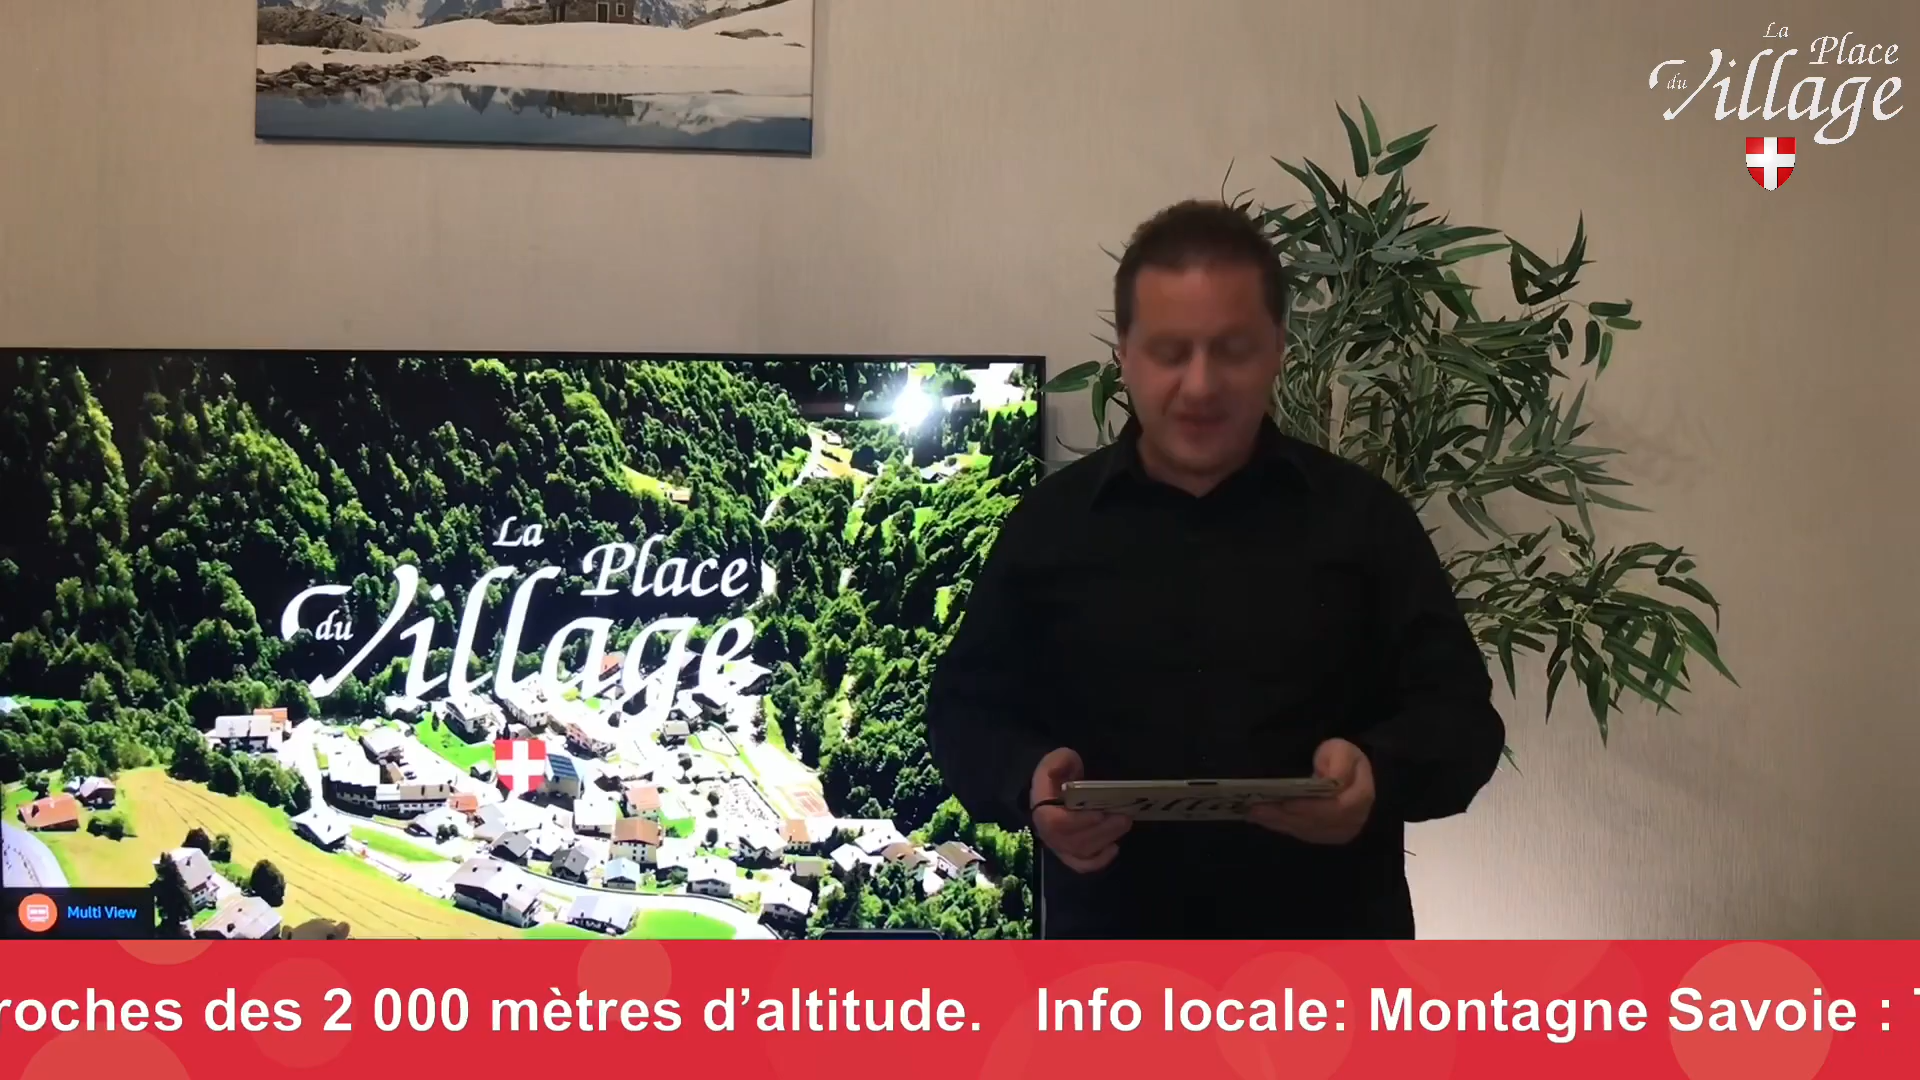 La
Place
du
Village
La
Place
du
Village
Multi View
Village
roches des 2 000 mètres d’altitude. Info locale: Montagne Savoie :